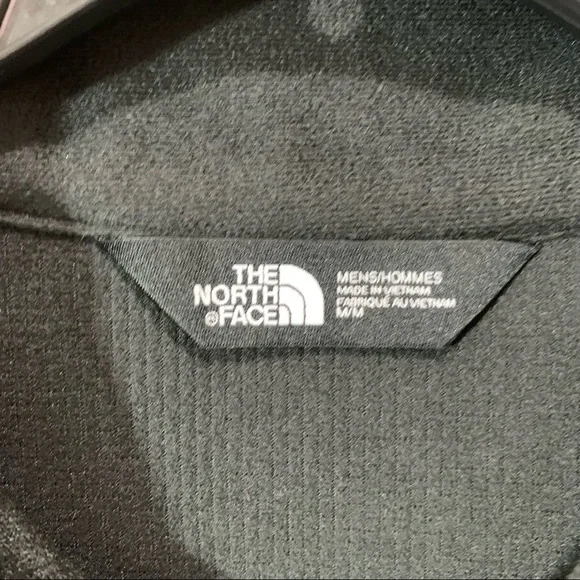 THE
NORTH
®FACE
MENS/HOMMES
MADE IN VIETNAM
FABRIQUÉ AU VIETNAM
M/M